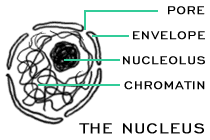 PORE
ENVELOPE
NUCLEOLUS
CHROMATIN
THE NUCLEUS